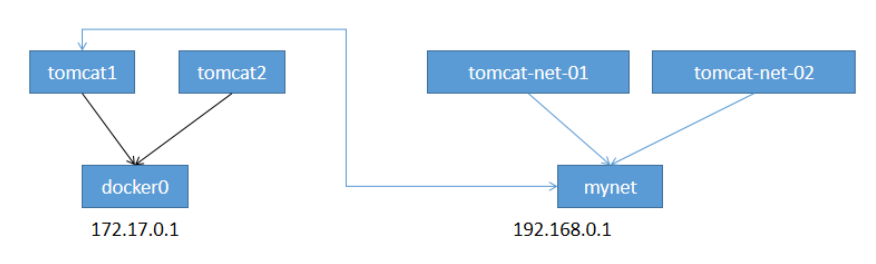 tomcat1
tomcat2
tomcat-net-01
tomcat-net-02
docker0
mynet
172.17.0.1
192.168.0.1